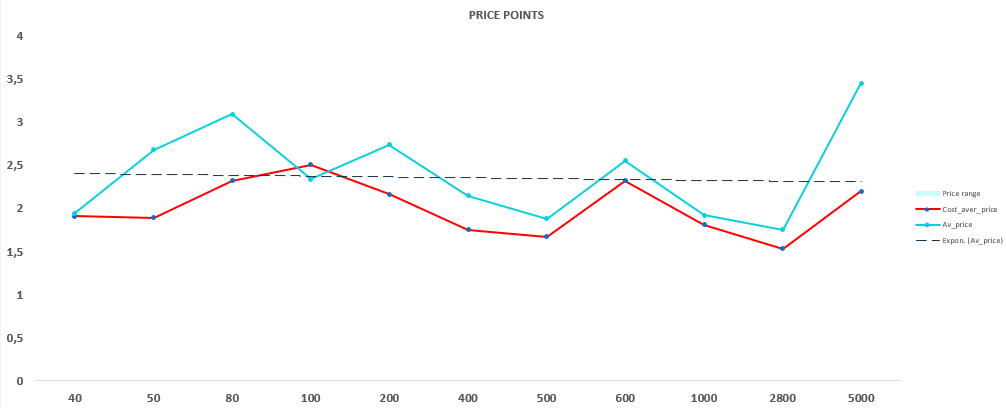 PRICE POINTS
4
3,5
3
2,5
2
1,5
1
0,5
0
40 50 80 100 200 400 500 600 1000 2800 5000
Price range
Cost_aver_price
Av_price
Expon. (Av_price)